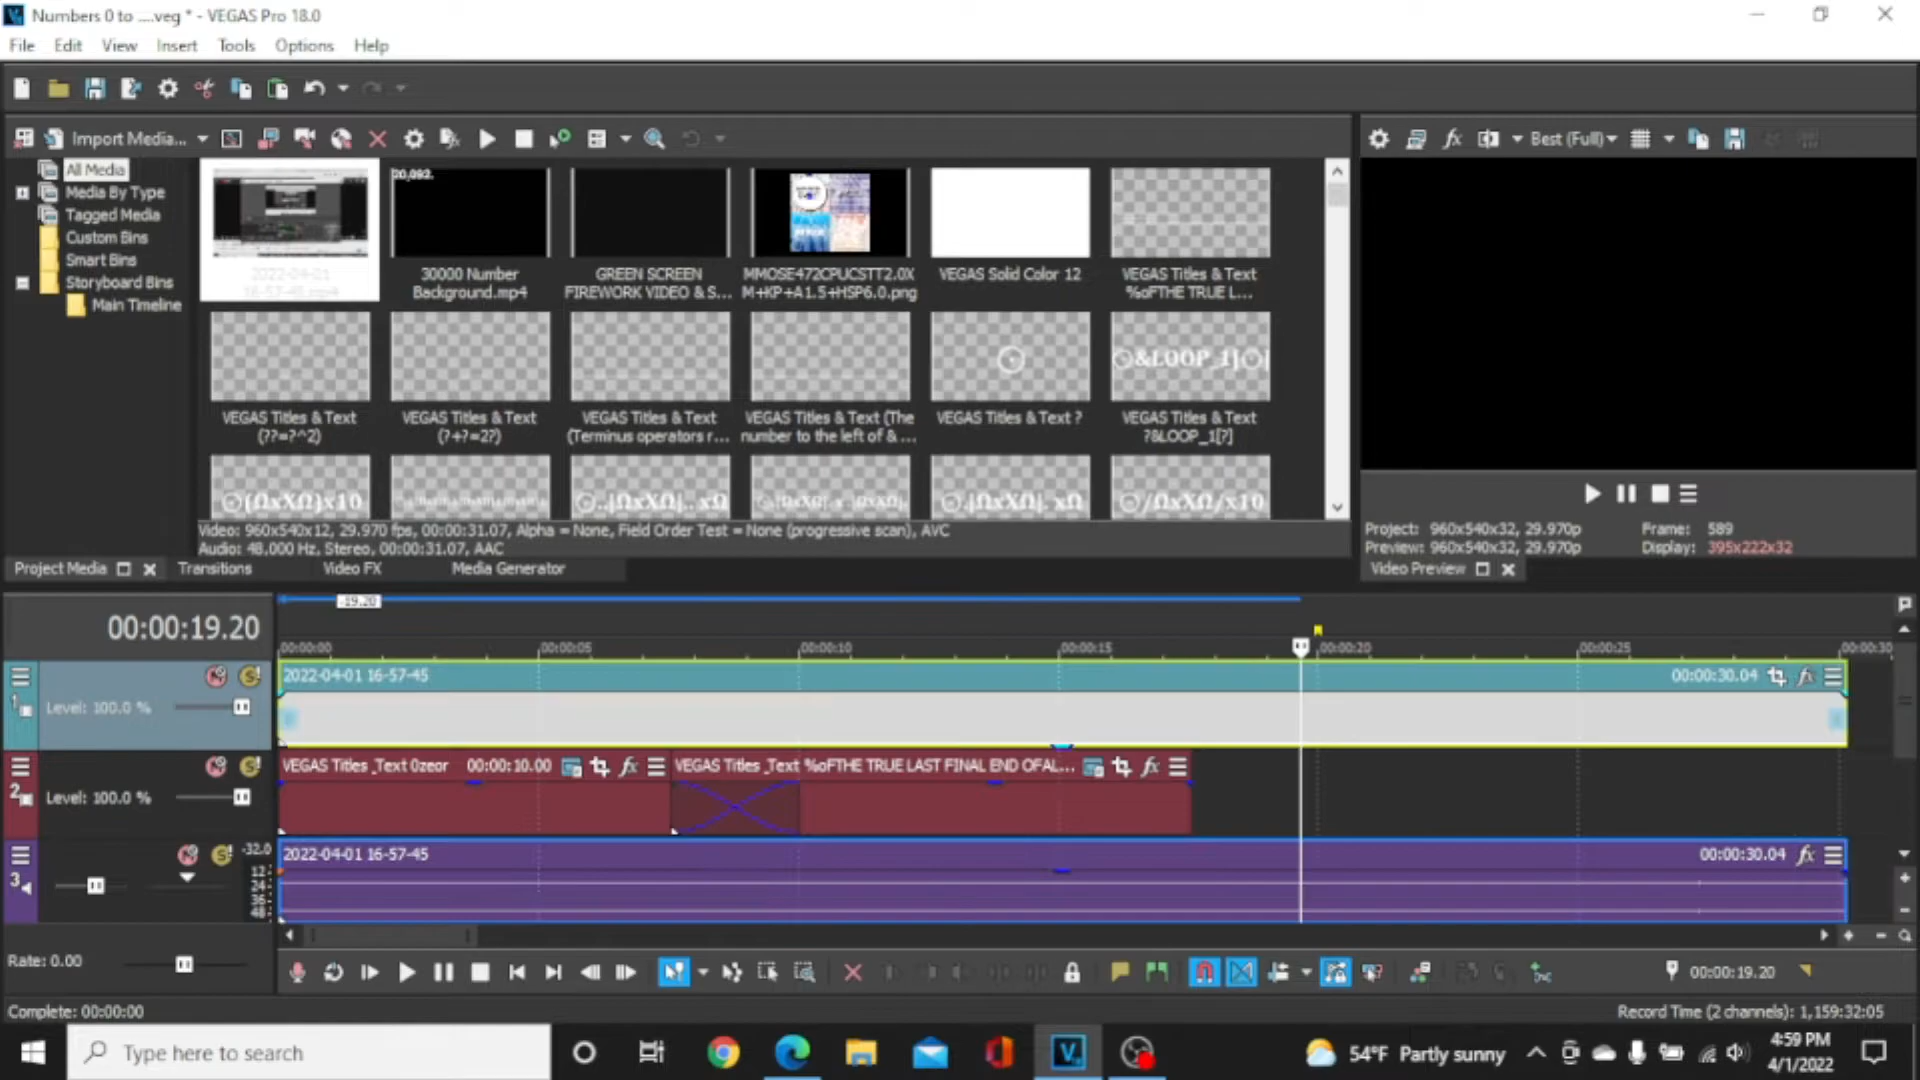 Numbers 0 to ....veg * - VEGAS Pro 18.0
File Edit View Insert Tools Options Help
Import Media...
Best (Full)
All Media
Media By Type
Tagged Media
Custom Bins
Smart Bins
Storyboard Bins
Main Timeline
20,092.
2022-04-01
16-57-45.mp4
30000 Number
Background.mp4
GREEN SCREEN
FIREWORK VIDEO & S...
MMOSE472CPUCSTT2.0X
M+KP+A1.5+HSP6.0.png
VEGAS Solid Color 12
VEGAS Titles & Text
%oFTHE TRUE L...
&LOOP_1]
VEGAS Titles & Text
(??=?^2)
VEGAS Titles & Text
(?+?=2?)
VEGAS Titles & Text
(Terminus operators r...
VEGAS Titles & Text (The
number to the left of & ...
VEGAS Titles & Text ?
VEGAS Titles & Text
?&LOOP_1[?]
(ΩxXΩ)x10
..|ΩxXΩ|..xΩ
.|ΩxXΩ|.xΩ
/ΩxXΩ/x10
Video: 960x540x12, 29.970 fps, 00:00:31.07, Alpha = None, Field Order Test = None (progressive scan), AVC
Audio: 48,000 Hz, Stereo, 00:00:31.07, AAC
Project: 960x540x32, 29.970p Frame: 589
Preview: 960x540x32, 29.970p Display: 395x222x32
Project Media Transitions Video FX Media Generator
Video Preview
-19.20
00:00:19.20
00:00:00 00:00:05 00:00:10 00:00:15 00:00:20 00:00:25 00:00:30
1
2022-04-01 16-57-45 00:00:30.04
Level: 100.0 %
2
VEGAS Titles _Text 0zeor 00:00:10.00
VEGAS Titles _Text %oFTHE TRUE LAST FINAL END OFAL...
Level: 100.0 %
3
-32.0
12
24
36
48
2022-04-01 16-57-45 00:00:30.04
Rate: 0.00
00:00:19.20
Complete: 00:00:00
Record Time (2 channels): 1,159:32:05
Type here to search
54°F Partly sunny
4:59 PM
4/1/2022